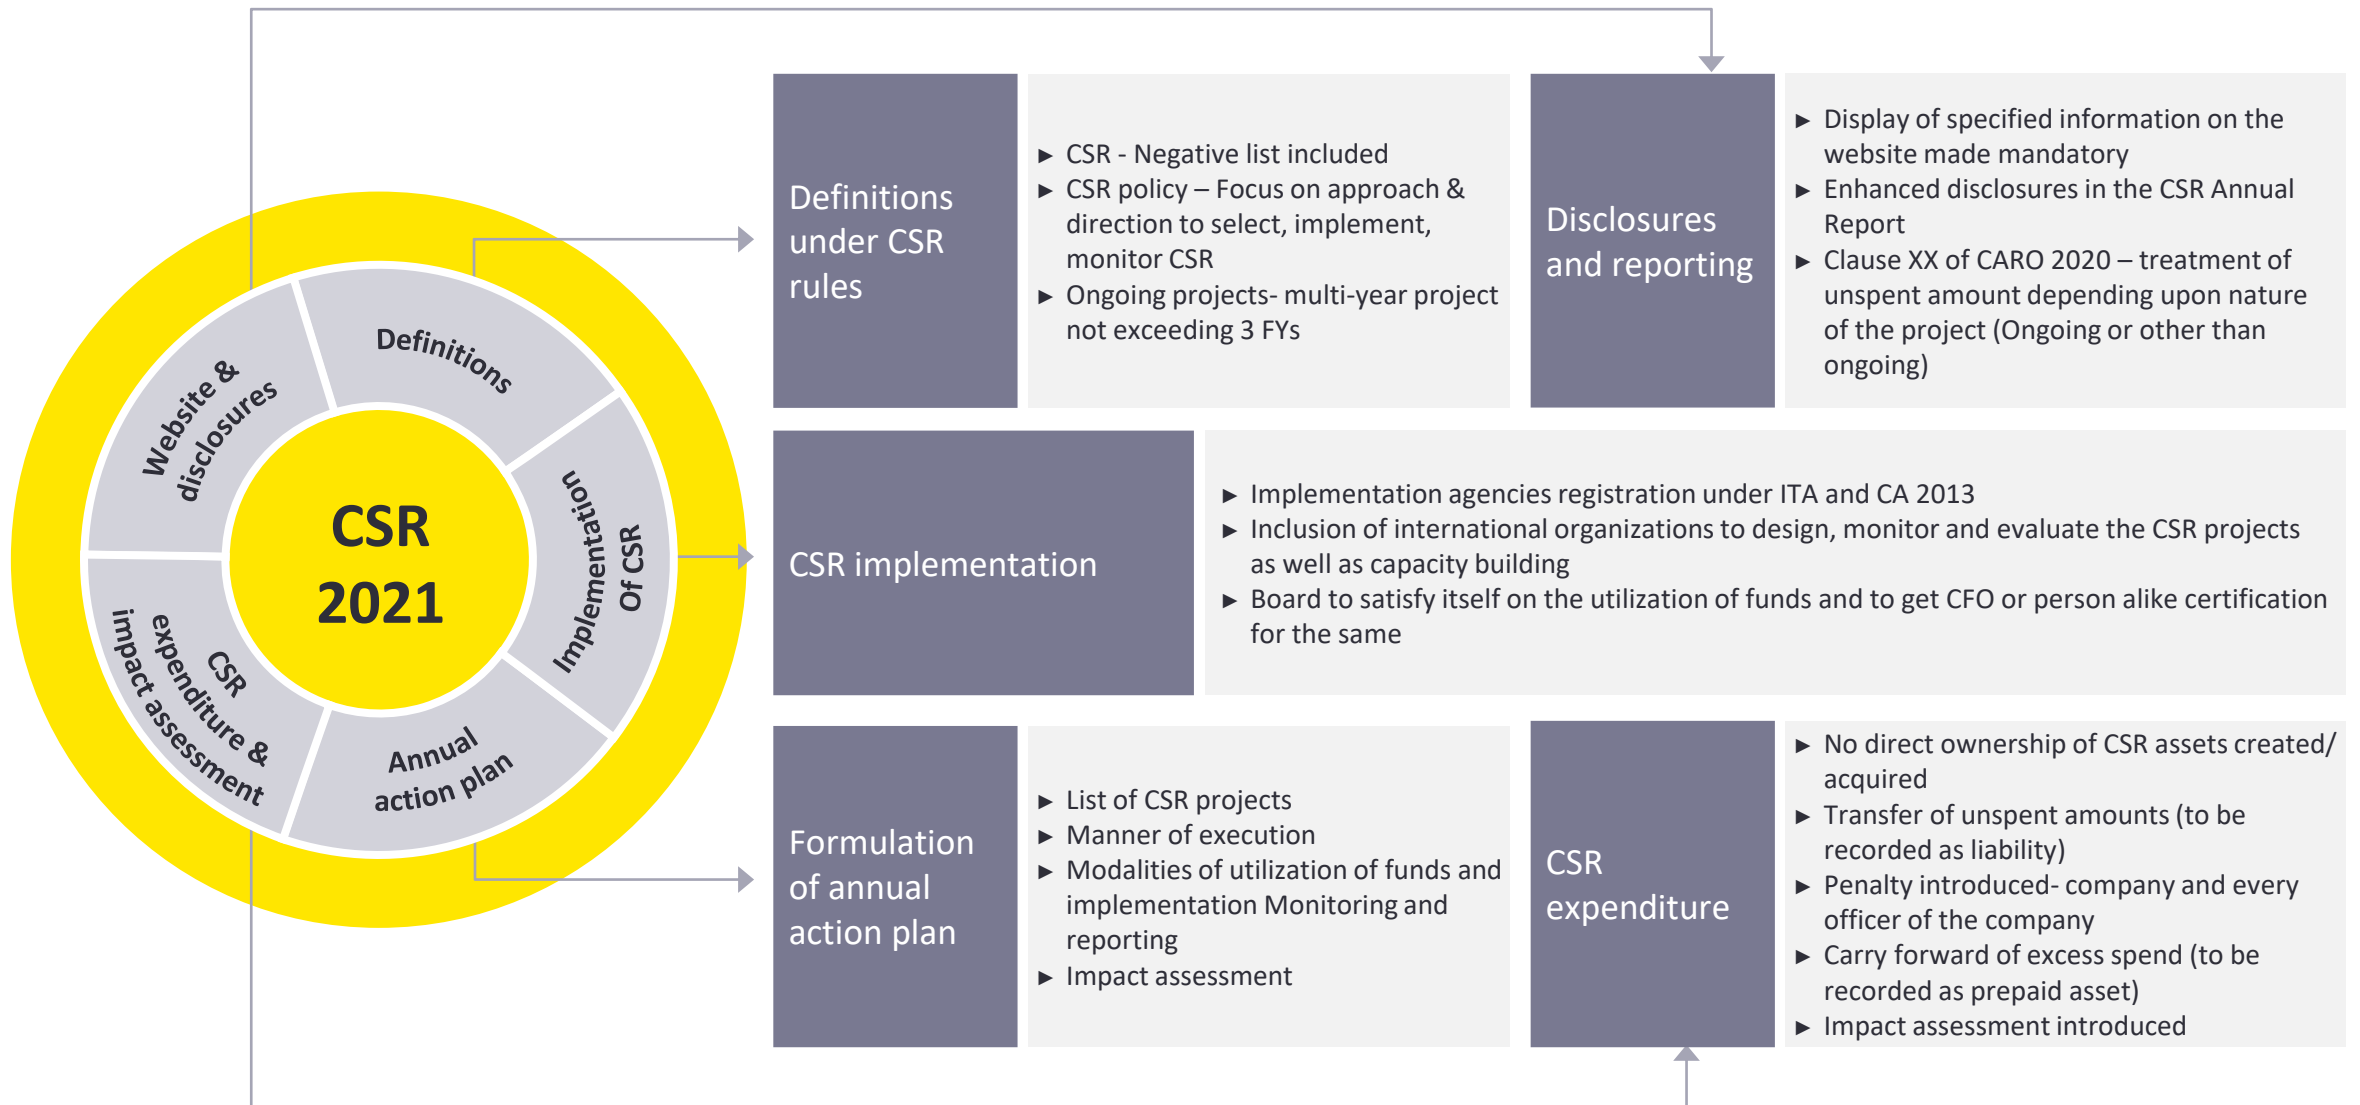 CSR
2021
Definitions
Implementation
Of CSR
Annual
action plan
CSR
expenditure &
impact assessment
Website &
disclosures
Definitions
under CSR
rules
► CSR - Negative list included
► CSR policy – Focus on approach &
direction to select, implement,
monitor CSR
► Ongoing projects- multi-year project
not exceeding 3 FYs
Disclosures
and reporting
► Display of specified information on the
website made mandatory
► Enhanced disclosures in the CSR Annual
Report
► Clause XX of CARO 2020 – treatment of
unspent amount depending upon nature
of the project (Ongoing or other than
ongoing)
CSR implementation
► Implementation agencies registration under ITA and CA 2013
► Inclusion of international organizations to design, monitor and evaluate the CSR projects
as well as capacity building
► Board to satisfy itself on the utilization of funds and to get CFO or person alike certification
for the same
Formulation
of annual
action plan
► List of CSR projects
► Manner of execution
► Modalities of utilization of funds and
implementation Monitoring and
reporting
► Impact assessment
CSR
expenditure
► No direct ownership of CSR assets created/
acquired
► Transfer of unspent amounts (to be
recorded as liability)
► Penalty introduced- company and every
officer of the company
► Carry forward of excess spend (to be
recorded as prepaid asset)
► Impact assessment introduced